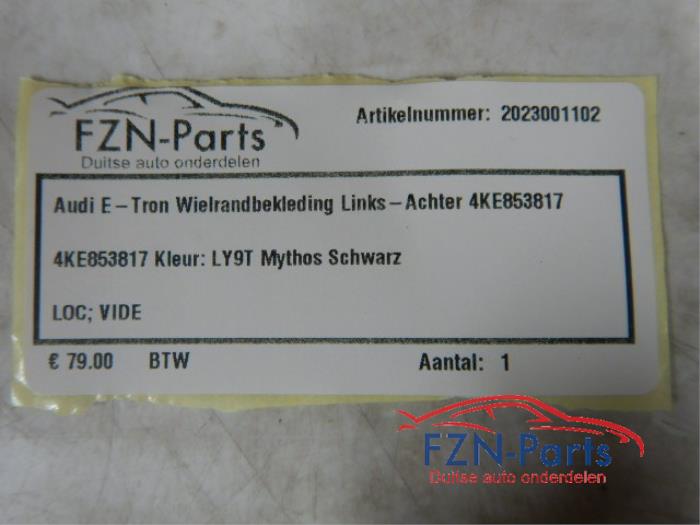 FZN-Parts
Duitse auto onderdelen
Artikelnummer: 2023001102
Audi E-Tron Wielrandbekleding Links-Achter 4KE853817
4KE853817 Kleur: LY9T Mythos Schwarz
LOC; VIDE
€ 79.00 BTW Aantal: 1
FZN-Parts
Duitse auto onderdelen